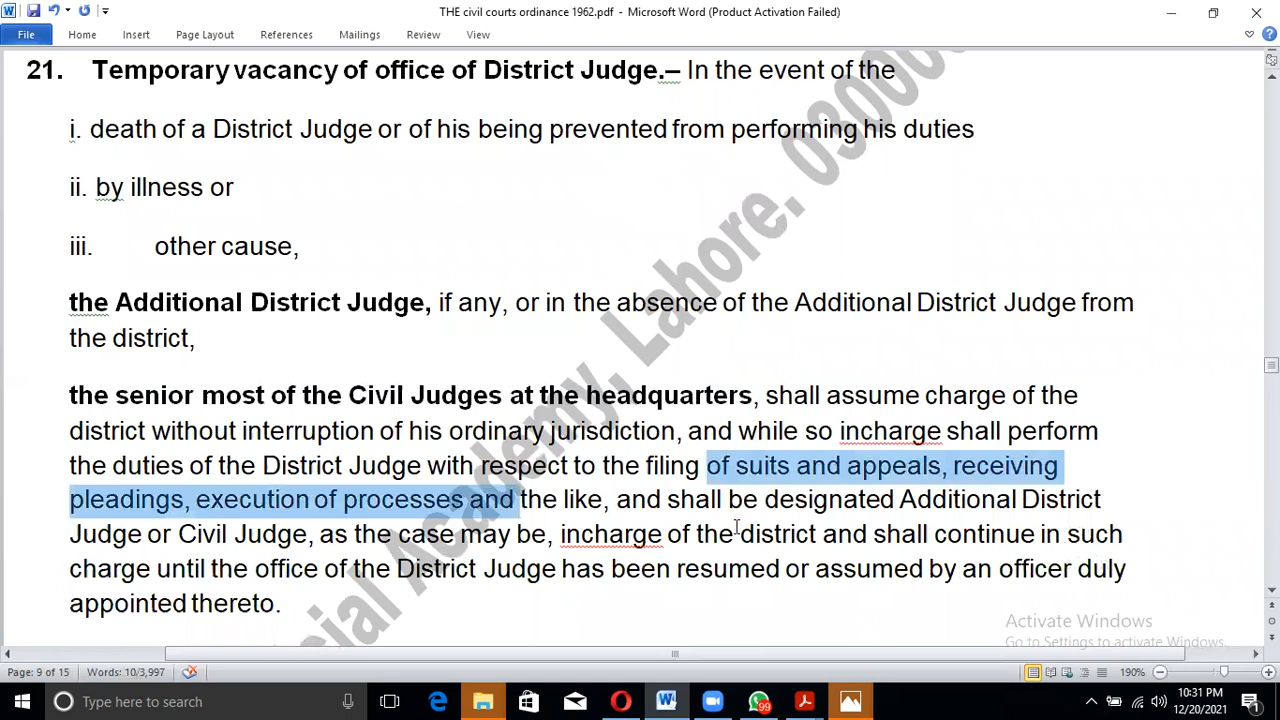 THE civil courts ordinance 1962.pdf - Microsoft Word (Product Activation Failed)
File Home Insert Page Layout References Mailings Review View
21. Temporary vacancy of office of District Judge.– In the event of the
i. death of a District Judge or of his being prevented from performing his duties
ii. by illness or
iii. other cause,
the Additional District Judge, if any, or in the absence of the Additional District Judge from
the district,
the senior most of the Civil Judges at the headquarters, shall assume charge of the
district without interruption of his ordinary jurisdiction, and while so incharge shall perform
the duties of the District Judge with respect to the filing of suits and appeals, receiving
pleadings, execution of processes and the like, and shall be designated Additional District
Judge or Civil Judge, as the case may be, incharge of the district and shall continue in such
charge until the office of the District Judge has been resumed or assumed by an officer duly
appointed thereto.
Academy, Lahore. 03000
Activate Windows
Go to Settings to activate Windows.
Page: 9 of 15 Words: 10/3,997 190%
Type here to search
99
10:31 PM
12/20/2021
1